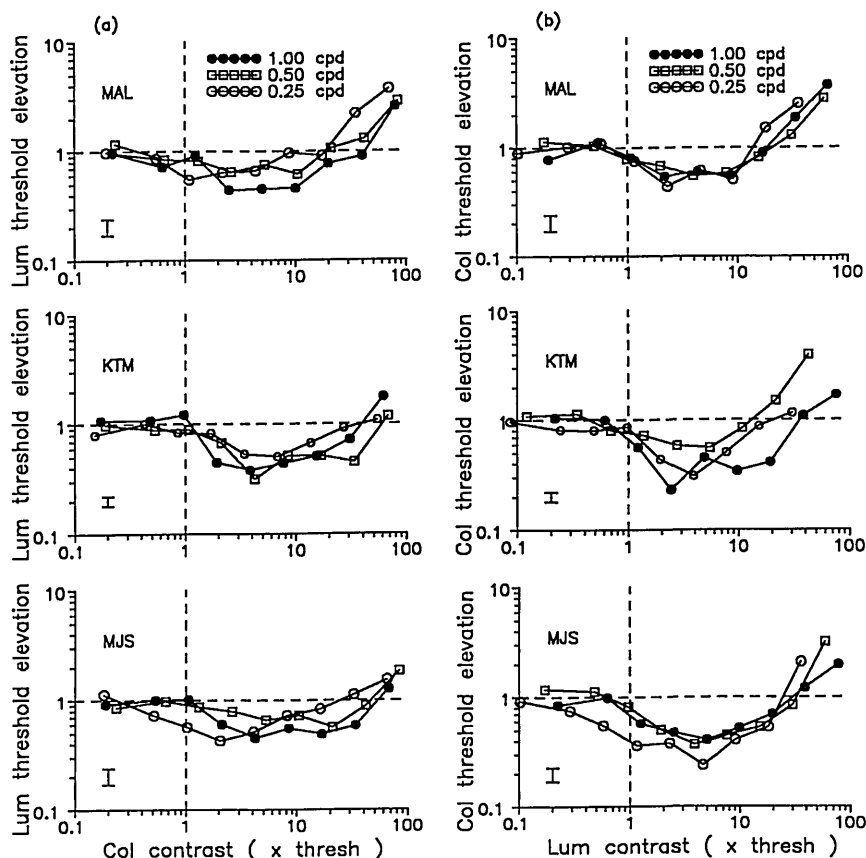 (a)
10
1
0.1
Lum threshold elevation
MAL
1.00 cpd
0.50 cpd
0.25 cpd
0.1 1 10 100
(b)
10
1
0.1
Col threshold elevation
MAL
1.00 cpd
0.50 cpd
0.25 cpd
0.1 1 10 100
10
1
0.1
Lum threshold elevation
KTM
0.1 1 10 100
10
1
0.1
Col threshold elevation
KTM
0.1 1 10 100
10
1
0.1
Lum threshold elevation
MJS
0.1 1 10 100
Col contrast ( x thresh )
10
1
0.1
Col threshold elevation
MJS
0.1 1 10 100
Lum contrast ( x thresh )